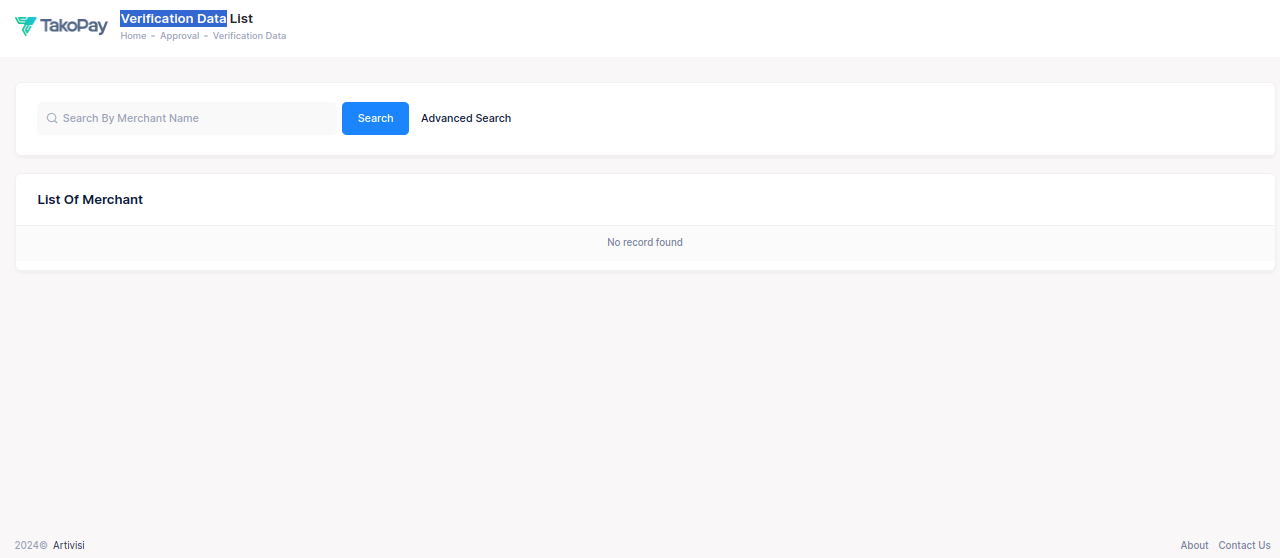 TakoPay
Verification Data List
Home - Approval - Verification Data
Search By Merchant Name
Search
Advanced Search
List Of Merchant
No record found
2024© Artivisi
About Contact Us